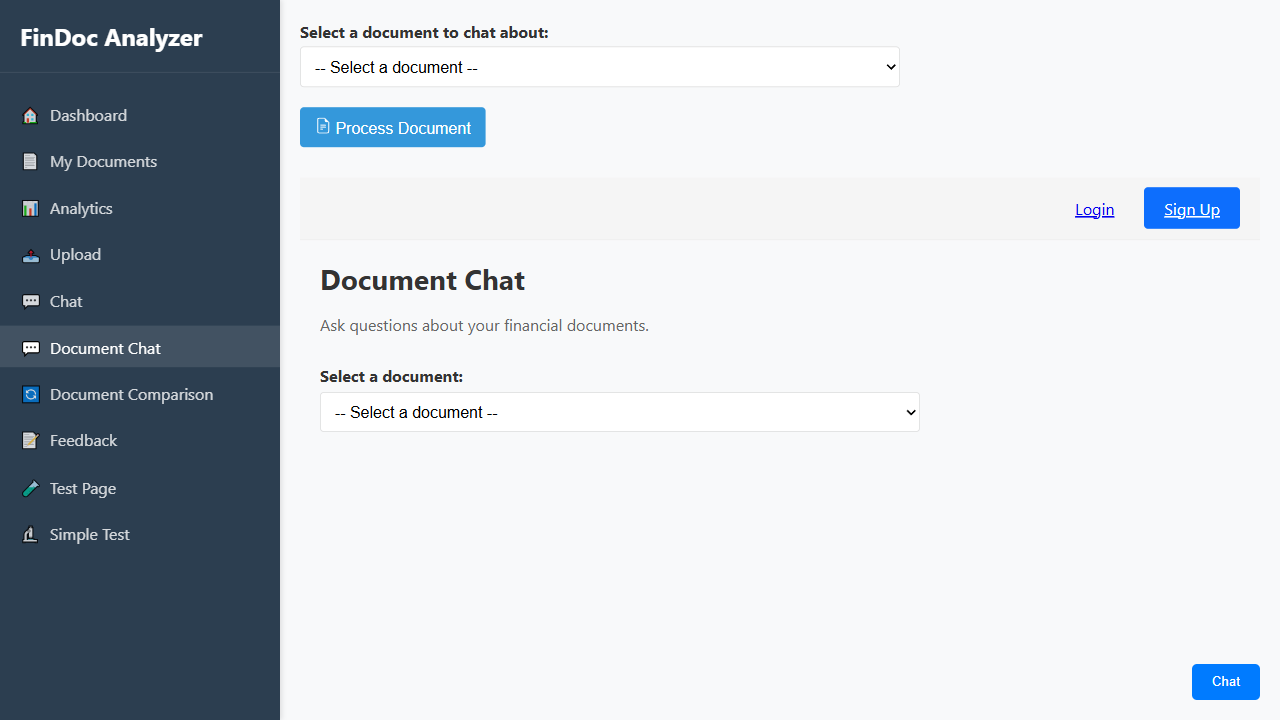 FinDoc Analyzer
Dashboard
My Documents
Analytics
Upload
Chat
Document Chat
Document Comparison
Feedback
Test Page
Simple Test
Select a document to chat about:
-- Select a document --
Process Document
Login
Sign Up
Document Chat
Ask questions about your financial documents.
Select a document:
-- Select a document --
Chat